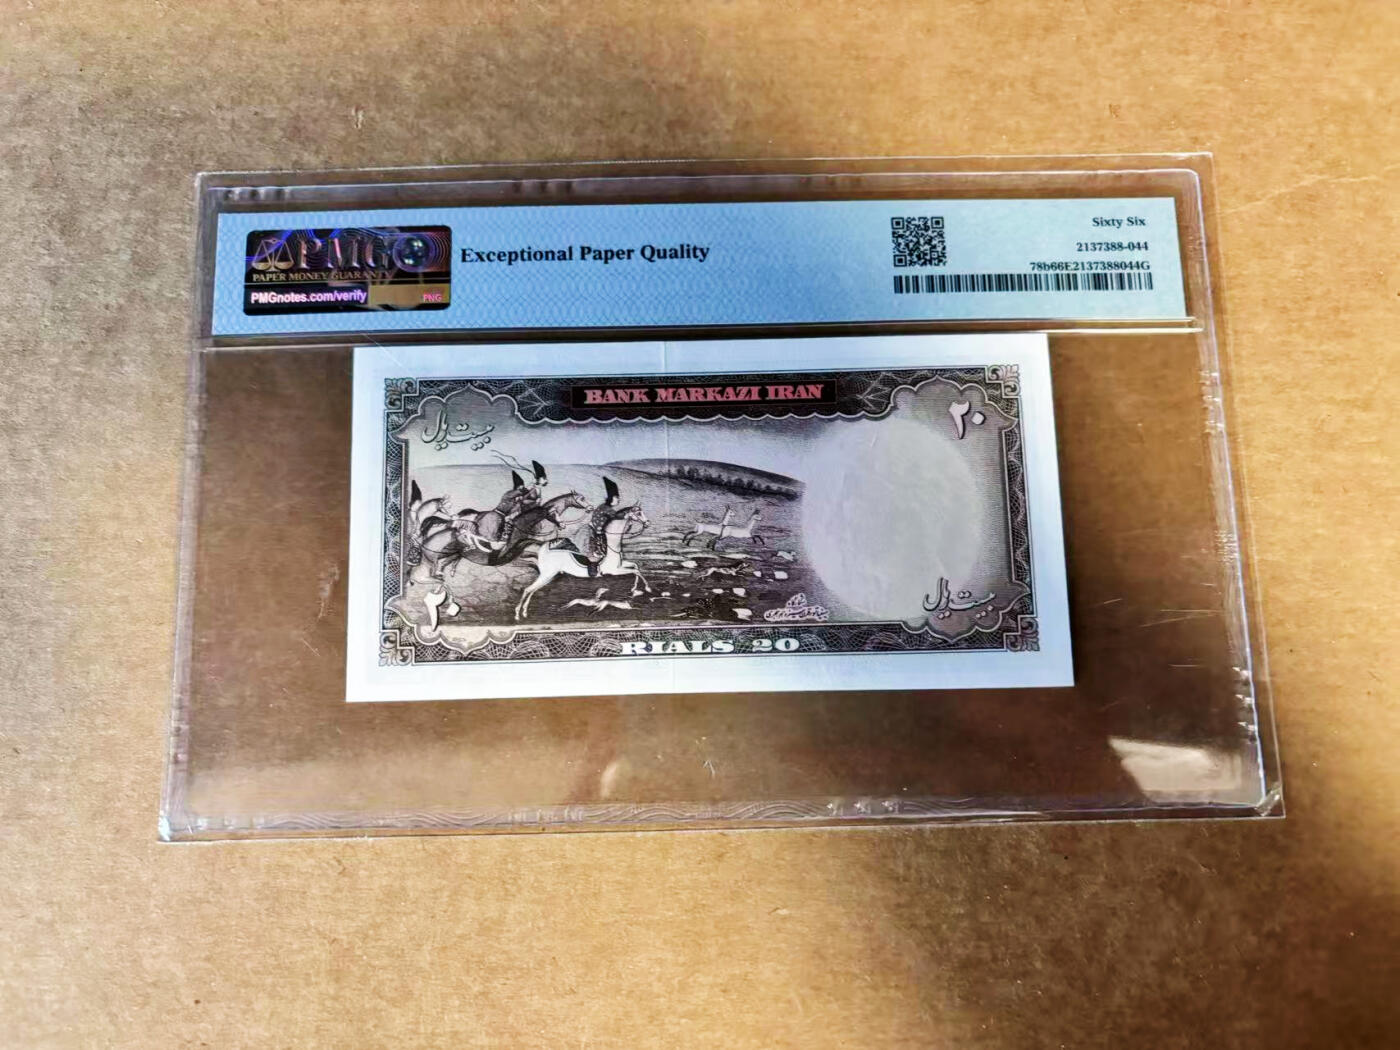 PMG
PAPER MONEY GUARANTY
PMGnotes.com/verify
PNG
Exceptional Paper Quality
Sixty Six
2137388-044
78b66E2137388044G
BANK MARKAZI IRAN
بیست ریال
۲۰
۲۰
بیست ریال
RIALS 20